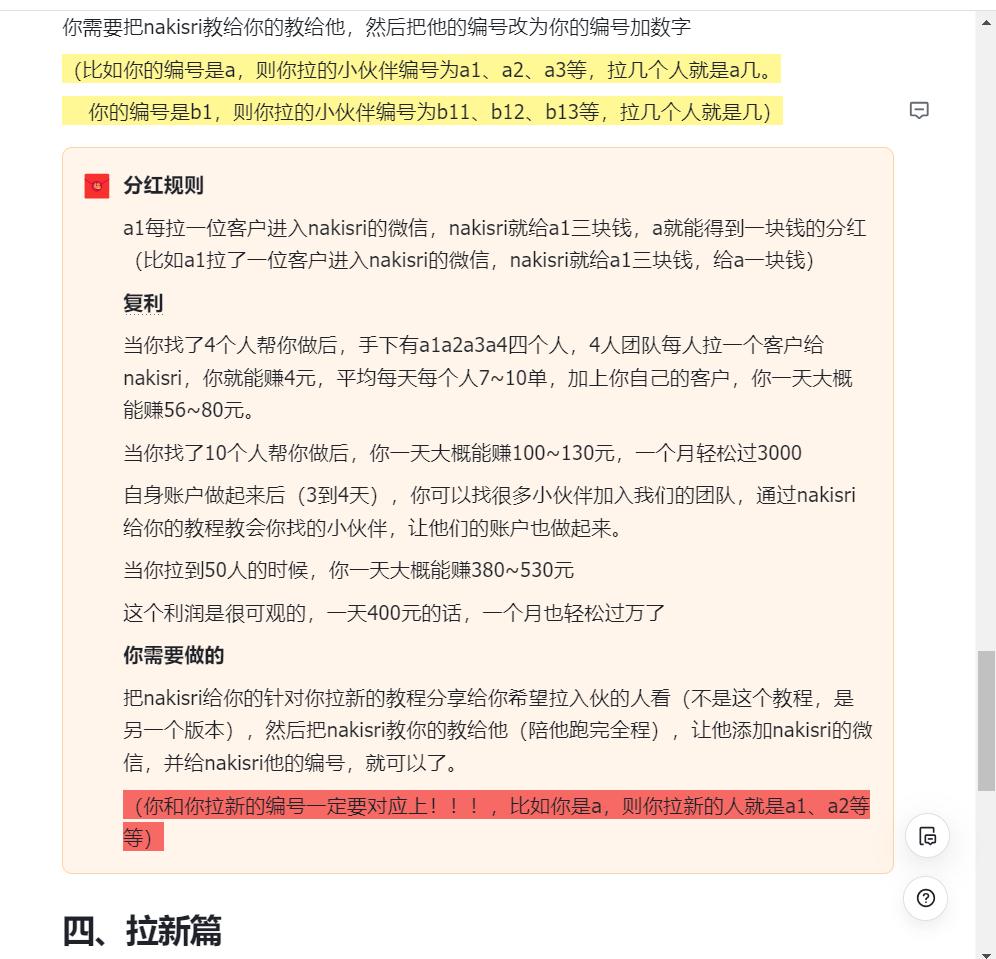 你需要把nakisri教给你的教给他，然后把他的编号改为你的编号加数字
（比如你的编号是a，则你拉的小伙伴编号为a1、a2、a3等，拉几个人就是a几。
你的编号是b1，则你拉的小伙伴编号为b11、b12、b13等，拉几个人就是几）
分红规则
a1每拉一位客户进入nakisri的微信，nakisri就给a1三块钱，a就能得到一块钱的分红
（比如a1拉了一位客户进入nakisri的微信，nakisri就给a1三块钱，给a一块钱）
复利
当你找了4个人帮你做后，手下有a1a2a3a4四个人，4人团队每人拉一个客户给
nakisri，你就能赚4元，平均每天每个人7~10单，加上你自己的客户，你一天大概
能赚56~80元。
当你找了10个人帮你做后，你一天大概能赚100~130元，一个月轻松过3000
自身账户做起来后（3到4天），你可以找很多小伙伴加入我们的团队，通过nakisri
给你的教程教会你找的小伙伴，让他们的账户也做起来。
当你拉到50人的时候，你一天大概能赚380~530元
这个利润是很可观的，一天400元的话，一个月也轻松过万了
你需要做的
把nakisri给你的针对你拉新的教程分享给你希望拉入伙的人看（不是这个教程，是
另一个版本），然后把nakisri教你的教给他（陪他跑完全程），让他添加nakisri的微
信，并给nakisri他的编号，就可以了。
（你和你拉新的编号一定要对应上！！！，比如你是a，则你拉新的人就是a1、a2等
等）
四、拉新篇